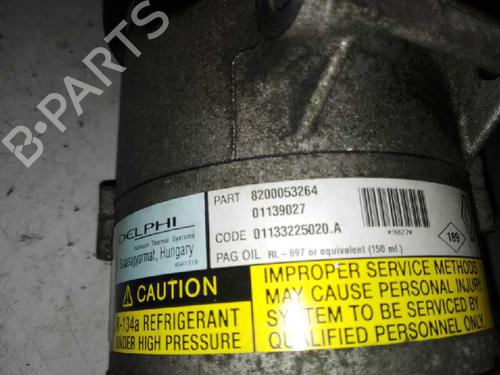 B-PARTS
DELPHI
Harrison Thermal Systems
Hungary
PART 8200053264
01139027
CODE 01133225020.A
*9027*
189
PAG OIL RL-897 or equivalent (150 ml.)
CAUTION
R-134a REFRIGERANT
UNDER HIGH PRESSURE
IMPROPER SERVICE METHODS
MAY CAUSE PERSONAL INJURY
SYSTEM TO BE SERVICED BY
QUALIFIED PERSONNEL ONLY.